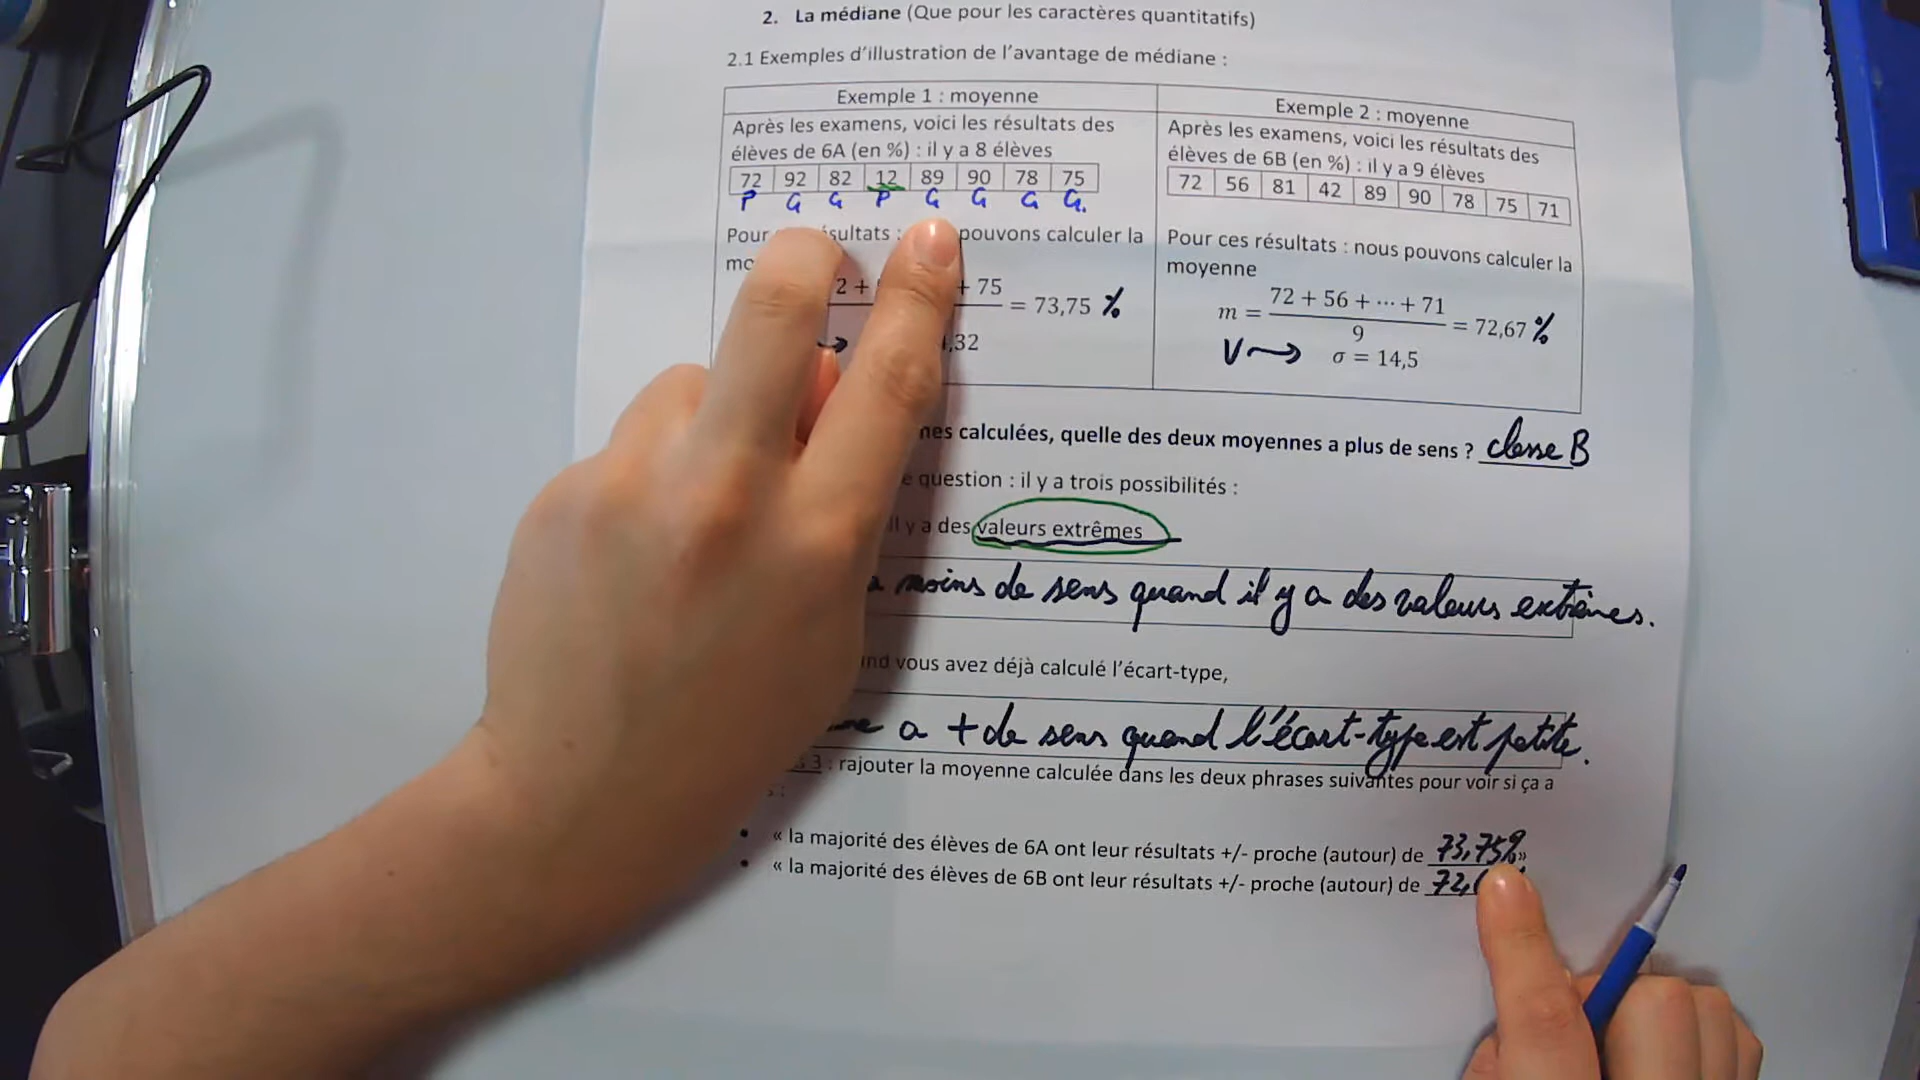 2. La médiane (Que pour les caractères quantitatifs)
2.1 Exemples d'illustration de l'avantage de médiane :
Exemple 1 : moyenne
Après les examens, voici les résultats des
élèves de 6A (en %) : il y a 8 élèves
72 92 82 12 89 90 78 75
P G G P G G G G.
Pour sultats : pouvons calculer la
mo
2 + + 75
= 73,75 %
,32
Exemple 2 : moyenne
Après les examens, voici les résultats des
élèves de 6B (en %) : il y a 9 élèves
72 56 81 42 89 90 78 75 71
Pour ces résultats : nous pouvons calculer la
moyenne
m = 72 + 56 + ··· + 71 / 9 = 72,67 %
V → σ = 14,5
nes calculées, quelle des deux moyennes a plus de sens ? classe B
e question : il y a trois possibilités :
Il y a des valeurs extrêmes
a moins de sens quand il y a des valeurs extrêmes.
nd vous avez déjà calculé l'écart-type,
ne a + de sens quand l'écart-type est petite.
s 3 : rajouter la moyenne calculée dans les deux phrases suivantes pour voir si ça a
s :
• « la majorité des élèves de 6A ont leur résultats +/- proche (autour) de 73,75% »
• « la majorité des élèves de 6B ont leur résultats +/- proche (autour) de 72,